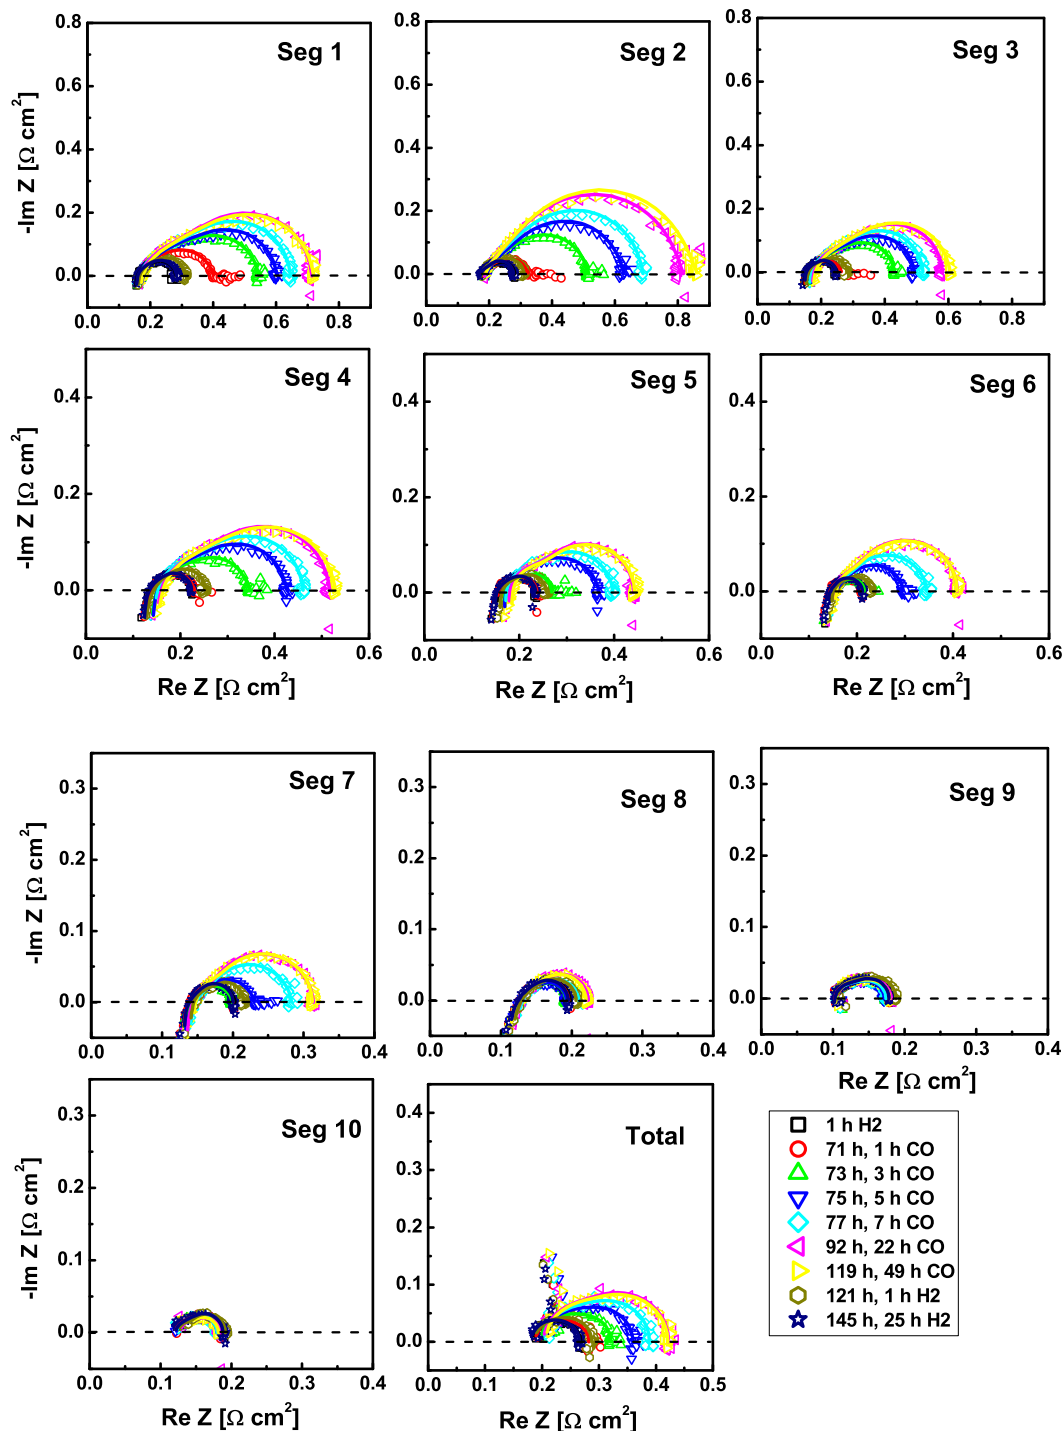 Seg 1
Seg 2
Seg 3
-Im Z [Ω cm²]
0.8
0.6
0.4
0.2
0.0
0.8
0.6
0.4
0.2
0.0
0.8
0.6
0.4
0.2
0.0
0.0 0.2 0.4 0.6 0.8
0.0 0.2 0.4 0.6 0.8
0.0 0.2 0.4 0.6 0.8
Seg 4
Seg 5
Seg 6
-Im Z [Ω cm²]
0.4
0.2
0.0
0.4
0.2
0.0
0.4
0.2
0.0
0.0 0.2 0.4 0.6
0.0 0.2 0.4 0.6
0.0 0.2 0.4 0.6
Re Z [Ω cm²]
Re Z [Ω cm²]
Re Z [Ω cm²]
Seg 7
Seg 8
Seg 9
-Im Z [Ω cm²]
0.3
0.2
0.1
0.0
0.3
0.2
0.1
0.0
0.3
0.2
0.1
0.0
0.0 0.1 0.2 0.3 0.4
0.0 0.1 0.2 0.3 0.4
0.0 0.1 0.2 0.3 0.4
Re Z [Ω cm²]
Seg 10
Total
-Im Z [Ω cm²]
0.3
0.2
0.1
0.0
0.4
0.3
0.2
0.1
0.0
0.0 0.1 0.2 0.3 0.4
0.0 0.1 0.2 0.3 0.4 0.5
Re Z [Ω cm²]
Re Z [Ω cm²]
1 h H2
71 h, 1 h CO
73 h, 3 h CO
75 h, 5 h CO
77 h, 7 h CO
92 h, 22 h CO
119 h, 49 h CO
121 h, 1 h H2
145 h, 25 h H2